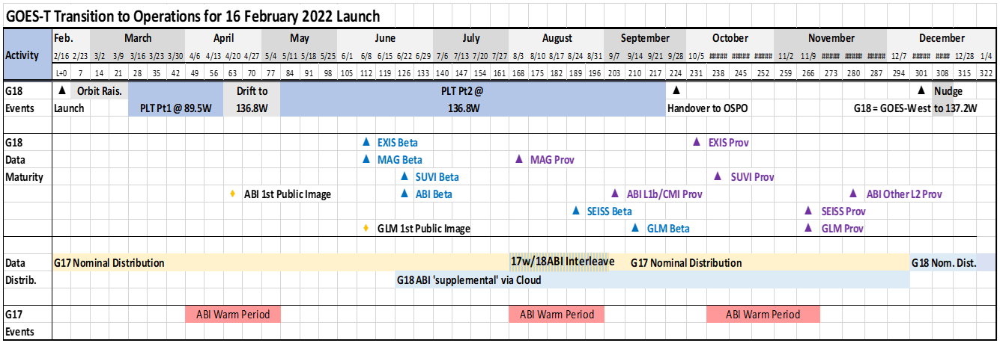 GOES-T Transition to Operations for 16 February 2022 Launch
Activity
Feb. March April May June July August September October November December
2/16 2/23 3/2 3/9 3/16 3/23 3/30 4/6 4/13 4/20 4/27 5/4 5/11 5/18 5/25 6/1 6/8 6/15 6/22 6/29 7/6 7/13 7/20 7/27 8/3 8/10 8/17 8/24 8/31 9/7 9/14 9/21 9/28 10/5 ##### ##### ##### 11/2 11/9 ##### ##### ##### 12/7 ##### #### 12/28 1/4
L+0 7 14 21 28 35 42 49 56 63 70 77 84 91 98 105 112 119 126 133 140 147 154 161 168 175 182 189 196 203 210 217 224 231 238 245 252 259 266 273 280 287 294 301 308 315 322
G18 Orbit Rais. Drift to PLT Pt2 @ Nudge
Events Launch PLT Pt1 @ 89.5W 136.8W 136.8W Handover to OSPO G18 = GOES-West to 137.2W
G18 EXIS Beta EXIS Prov
Data MAG Beta MAG Prov
Maturity SUVI Beta SUVI Prov
ABI 1st Public Image ABI Beta ABI L1b/CMI Prov ABI Other L2 Prov
SEISS Beta SEISS Prov
GLM 1st Public Image GLM Beta GLM Prov
Data G17 Nominal Distribution 17w/18ABI Interleave G17 Nominal Distribution G18 Nom. Dist.
Distrib. G18 ABI 'supplemental' via Cloud
G17 ABI Warm Period ABI Warm Period ABI Warm Period
Events